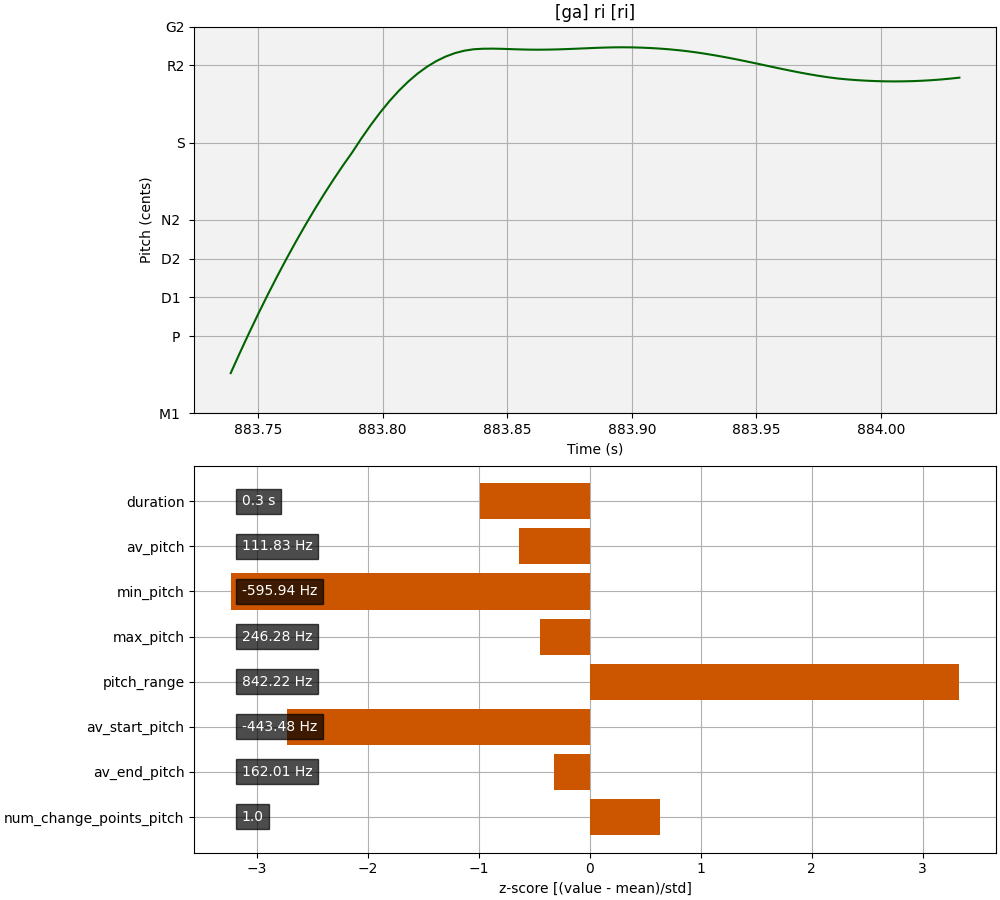 [ga] ri [ri]
G2
R2
S
N2
D2
D1
P
M1
Pitch (cents)
883.75 883.80 883.85 883.90 883.95 884.00
Time (s)
duration 0.3 s
av_pitch 111.83 Hz
min_pitch -595.94 Hz
max_pitch 246.28 Hz
pitch_range 842.22 Hz
av_start_pitch -443.48 Hz
av_end_pitch 162.01 Hz
num_change_points_pitch 1.0
−3 −2 −1 0 1 2 3
z-score [(value - mean)/std]